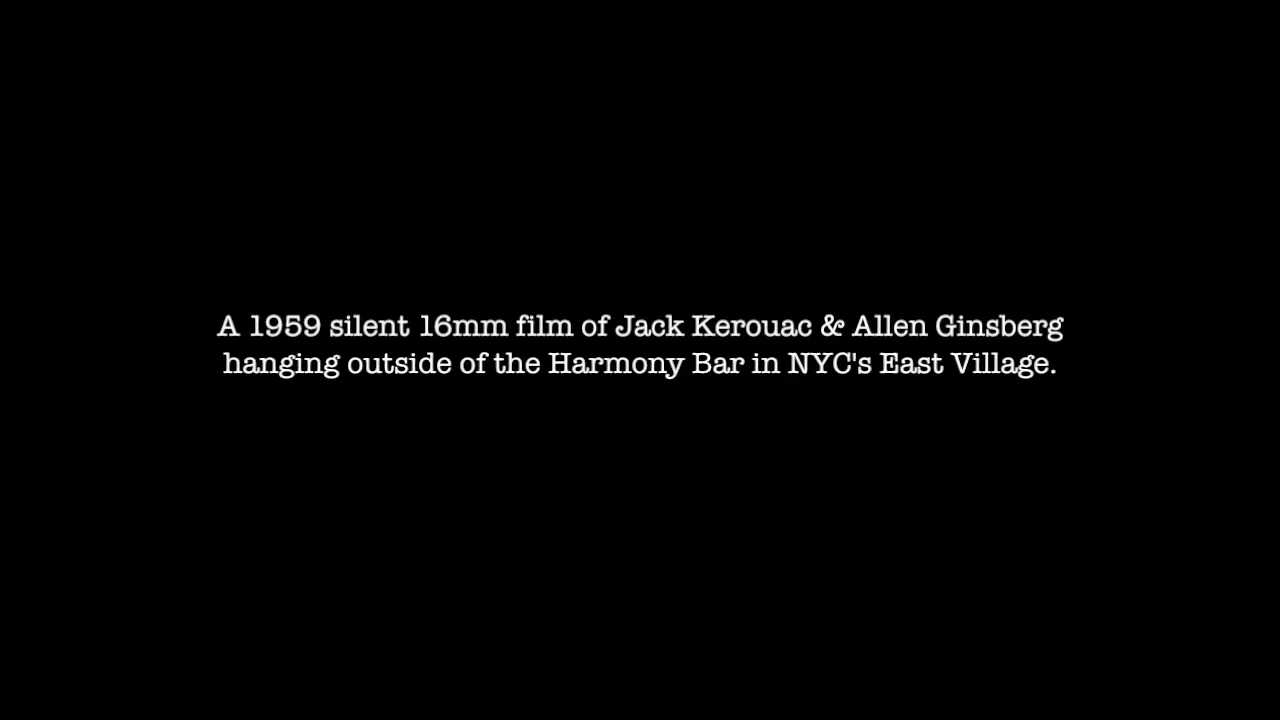 A 1959 silent 16mm film of Jack Kerouac & Allen Ginsberg
hanging outside of the Harmony Bar in NYC's East Village.